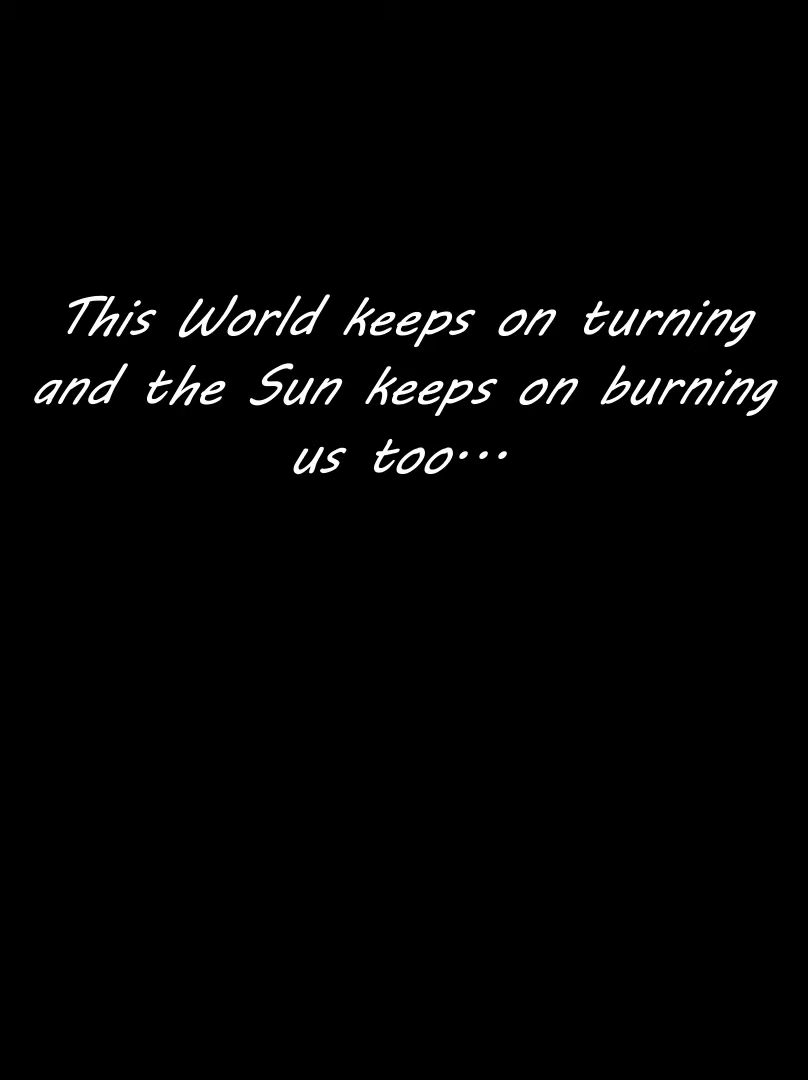 This World keeps on turning
and the Sun keeps on burning
us too...